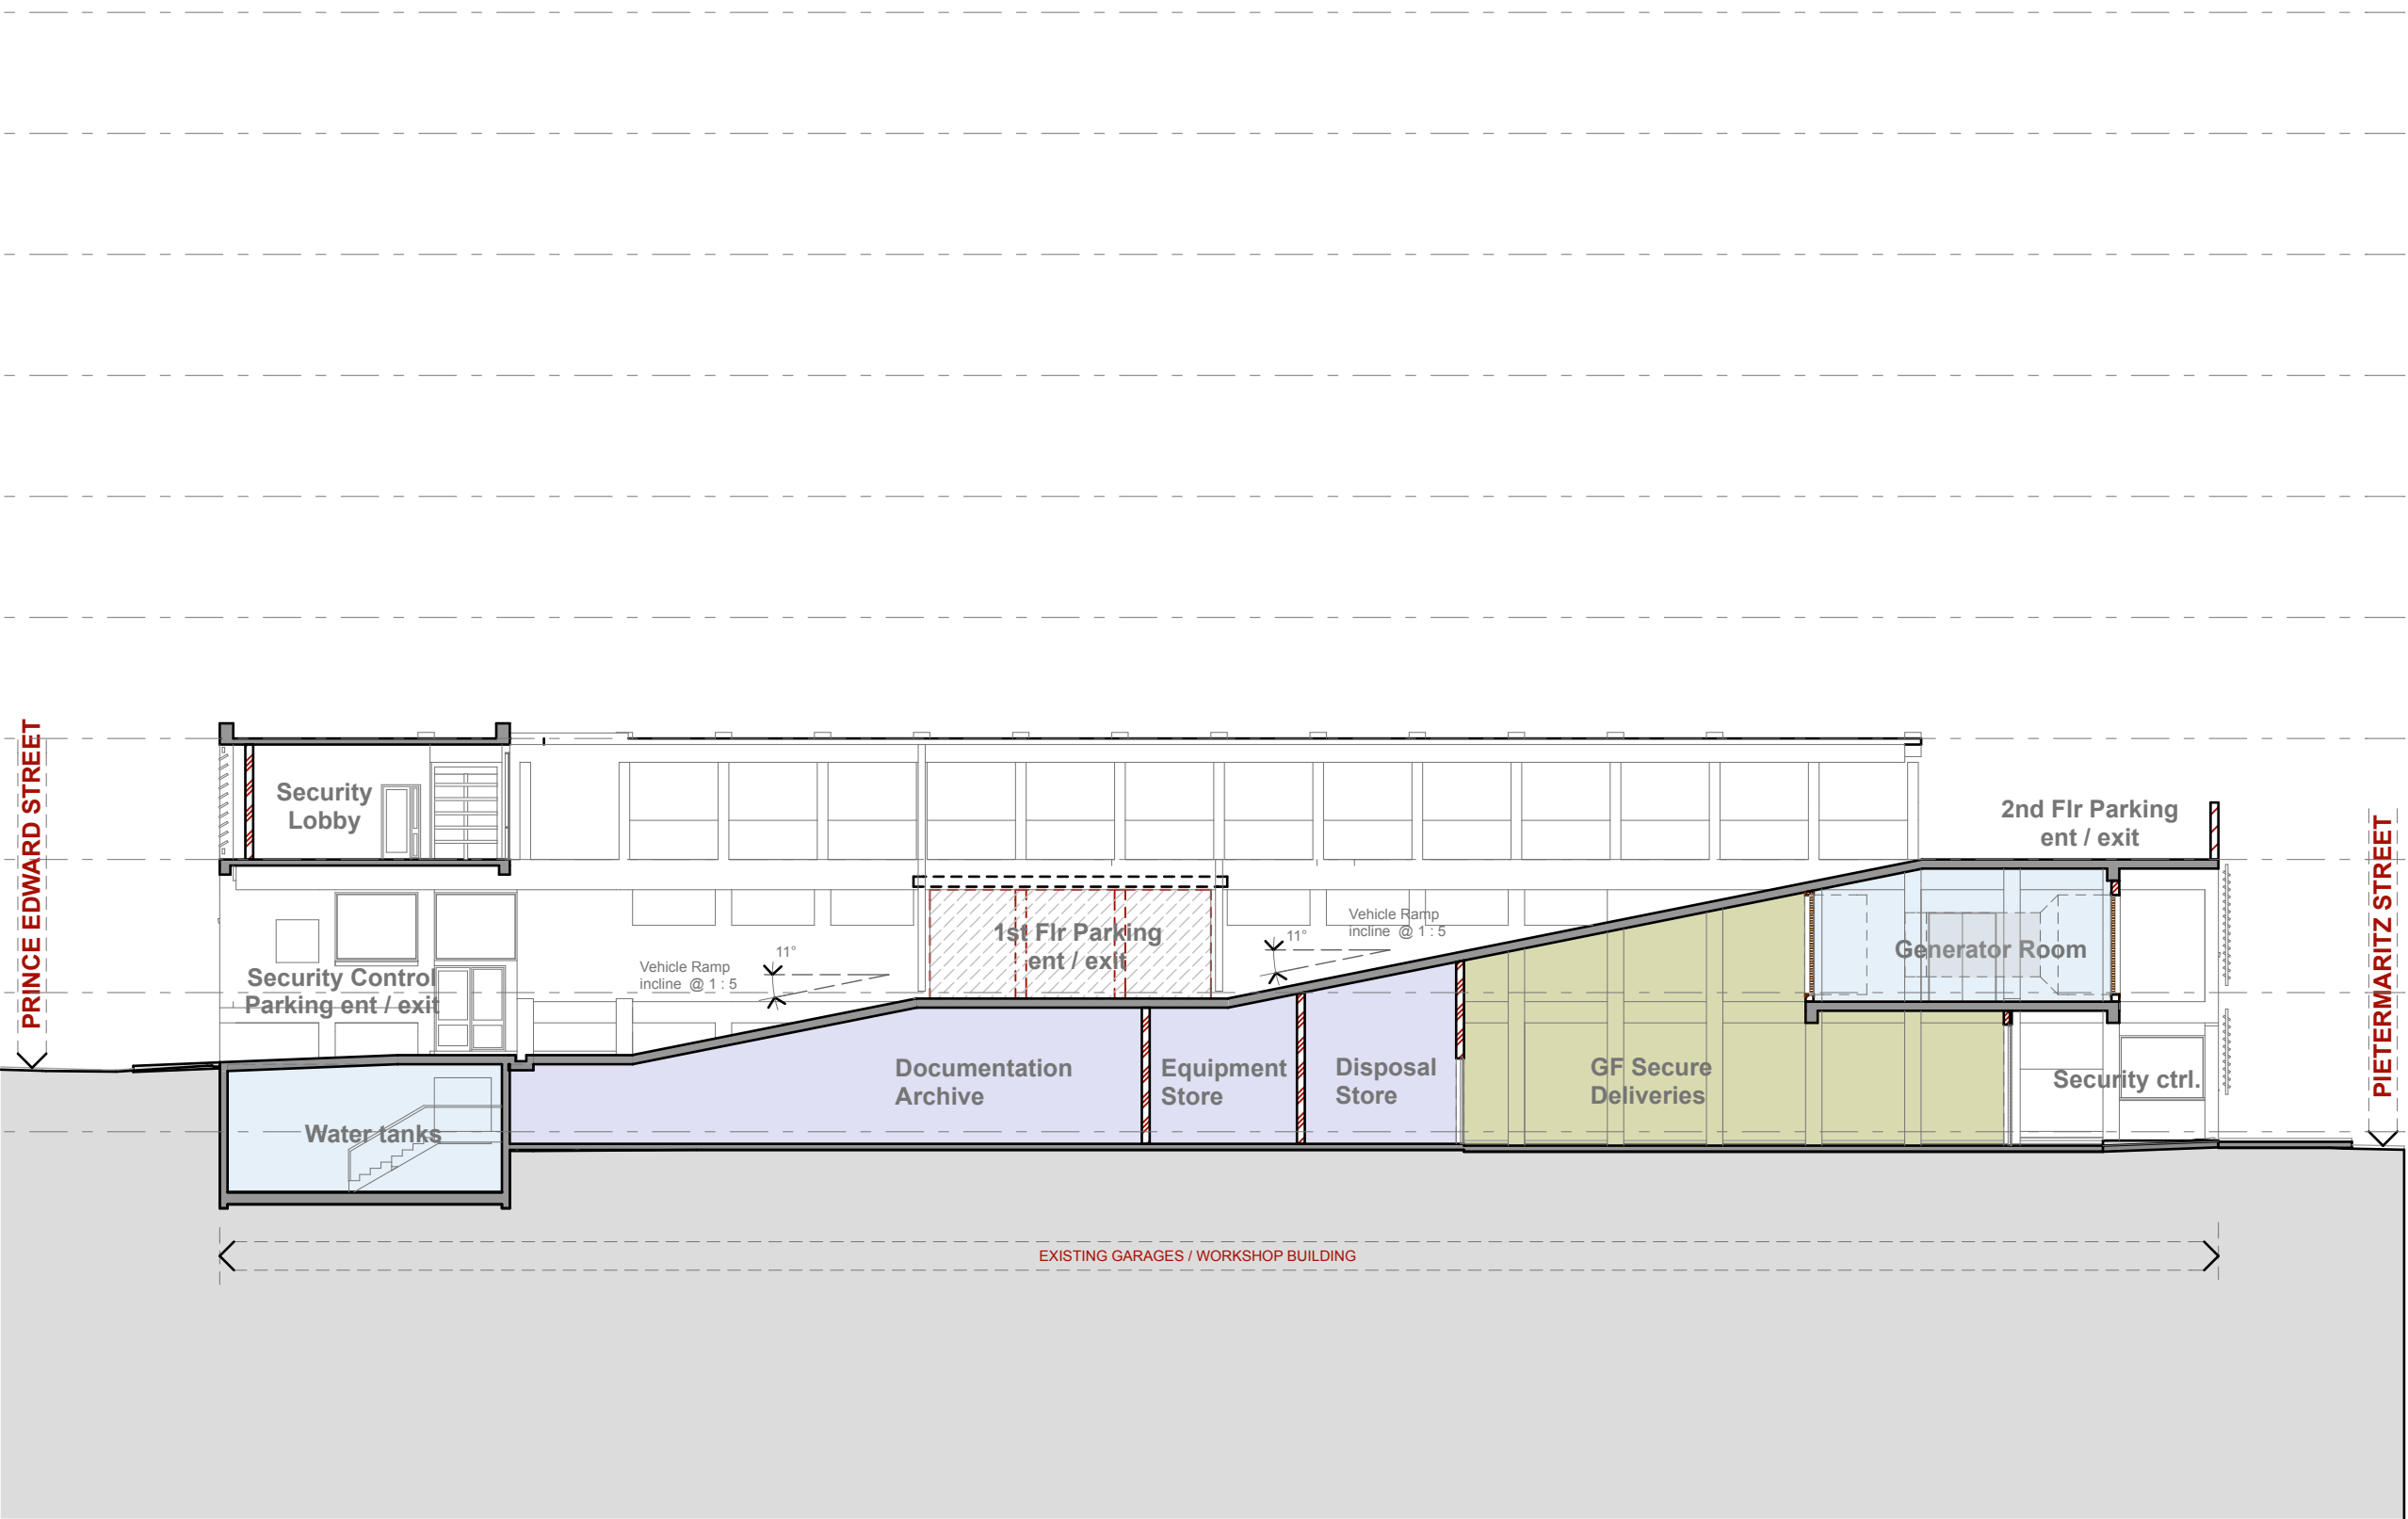 PRINCE EDWARD STREET
Security
Lobby
2nd Flr Parking
ent / exit
PIETERMARITZ STREET
Vehicle Ramp
incline @ 1 : 5
11°
1st Flr Parking
ent / exit
11°
Vehicle Ramp
incline @ 1 : 5
Generator Room
Security Control
Parking ent / exit
Documentation
Archive
Equipment
Store
Disposal
Store
GF Secure
Deliveries
Security ctrl.
Water tanks
EXISTING GARAGES / WORKSHOP BUILDING